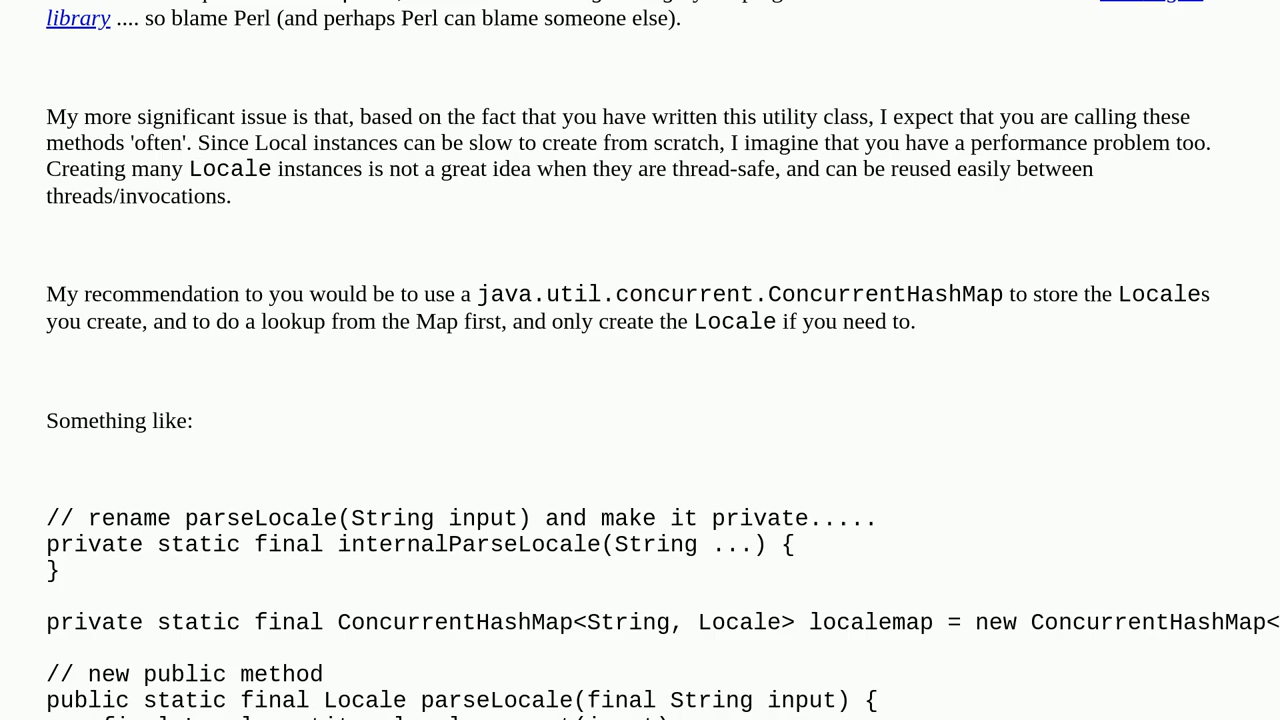 library .... so blame Perl (and perhaps Perl can blame someone else).
My more significant issue is that, based on the fact that you have written this utility class, I expect that you are calling these
methods 'often'. Since Local instances can be slow to create from scratch, I imagine that you have a performance problem too.
Creating many Locale instances is not a great idea when they are thread-safe, and can be reused easily between
threads/invocations.
My recommendation to you would be to use a java.util.concurrent.ConcurrentHashMap to store the Locales
you create, and to do a lookup from the Map first, and only create the Locale if you need to.
Something like:
// rename parseLocale(String input) and make it private.....
private static final internalParseLocale(String ...) {
}
private static final ConcurrentHashMap<String, Locale> localemap = new ConcurrentHashMap<
// new public method
public static final Locale parseLocale(final String input) {